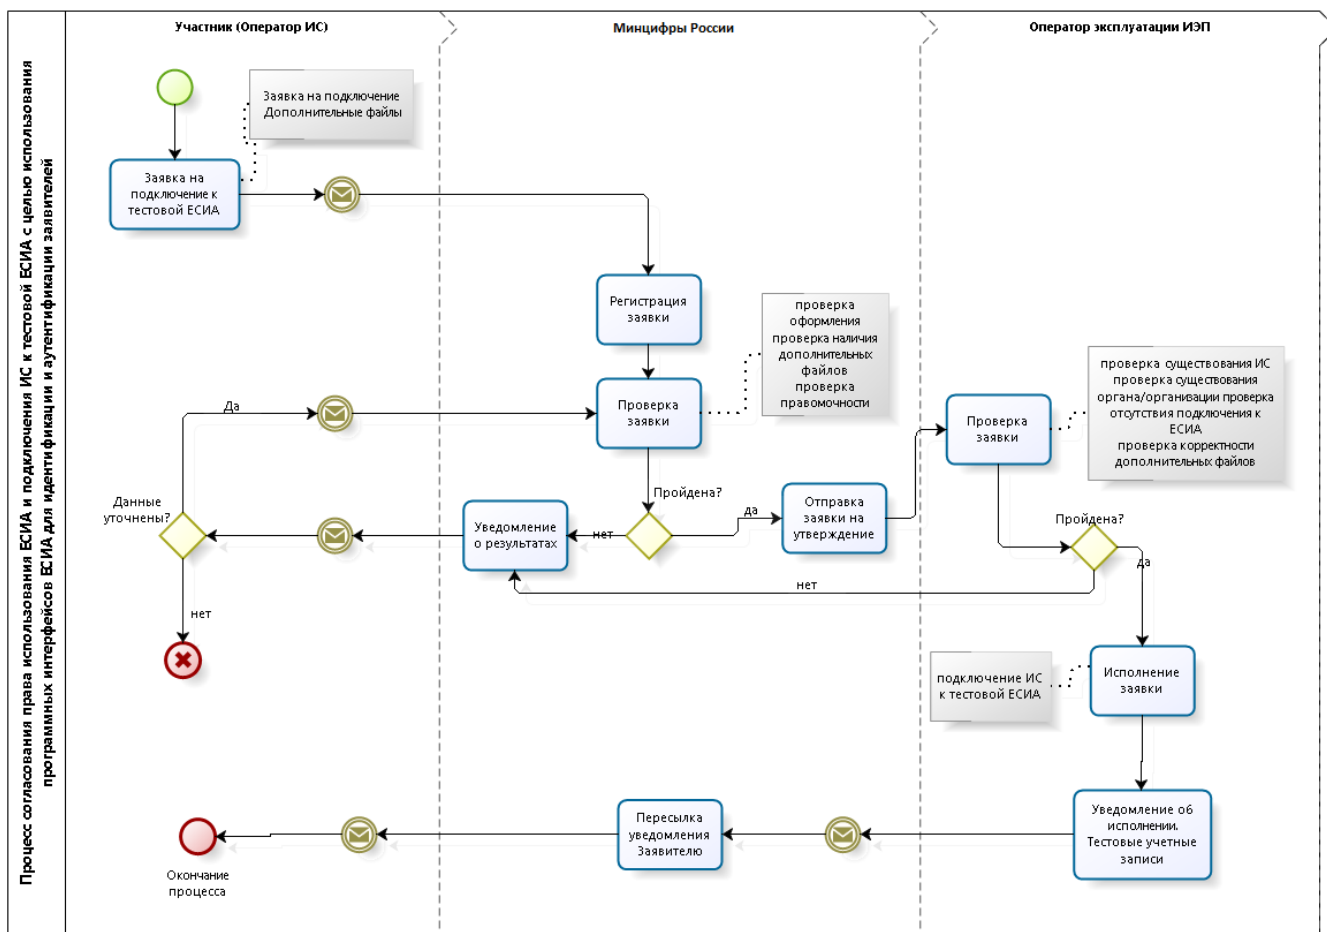 Процесс согласования права использования ЕСИА и подключения ИС к тестовой ЕСИА с целью использования
программных интерфейсов ЕСИА для идентификации и аутентификации заявителей
Участник (Оператор ИС)
Минцифры России
Оператор эксплуатации ИЭП
Заявка на подключение
Дополнительные файлы
Заявка на
подключение к
тестовой ЕСИА
Регистрация
заявки
проверка
оформления
проверка наличия
дополнительных
файлов
проверка
правомочности
Проверка
заявки
проверка существования ИС
проверка существования
органа/организации проверка
отсутствия подключения к
ЕСИА
проверка корректности
дополнительных файлов
Проверка
заявки
Да
Данные
уточнены?
нет
Уведомление
о результатах
нет
Пройдена?
да
Отправка
заявки на
утверждение
Пройдена?
да
нет
подключение ИС
к тестовой ЕСИА
Исполнение
заявки
Уведомление об
исполнении.
Тестовые учетные
записи
Пересылка
уведомления
Заявителю
Окончание
процесса